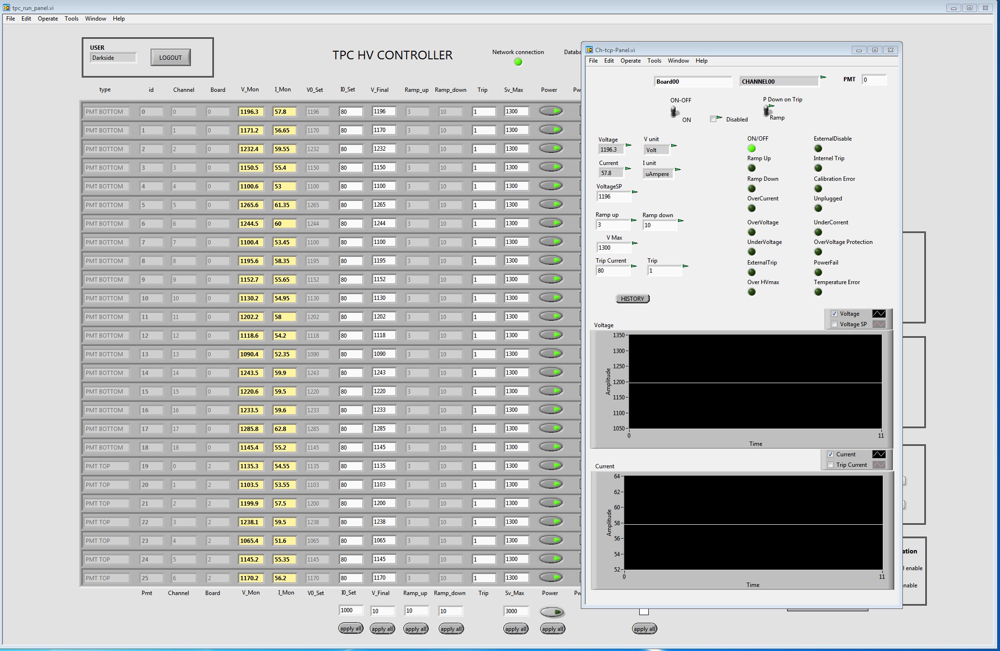 tpc_run_panel.vi
File Edit Operate Tools Window Help
USER
Darkside
LOGOUT
TPC HV CONTROLLER
Network connection
Databa
type id Channel Board V_Mon I_Mon V0_Set I0_Set V_Final Ramp_up Ramp_down Trip Sv_Max Power Pw
PMT BOTTOM 0 0 0 1196.3 57.8 1196 80 1196 3 10 1 1300
PMT BOTTOM 1 1 0 1171.2 56.65 1170 80 1170 3 10 1 1300
PMT BOTTOM 2 2 0 1232.4 59.55 1232 80 1232 3 10 1 1300
PMT BOTTOM 3 3 0 1150.5 55.4 1150 80 1150 3 10 1 1300
PMT BOTTOM 4 4 0 1100.6 53 1100 80 1100 3 10 1 1300
PMT BOTTOM 5 5 0 1265.6 61.35 1265 80 1265 3 10 1 1300
PMT BOTTOM 6 6 0 1244.5 60 1244 80 1244 3 10 1 1300
PMT BOTTOM 7 7 0 1100.4 53.45 1100 80 1100 3 10 1 1300
PMT BOTTOM 8 8 0 1195.6 58.35 1195 80 1195 3 10 1 1300
PMT BOTTOM 9 9 0 1152.7 55.65 1152 80 1152 3 10 1 1300
PMT BOTTOM 10 10 0 1130.2 54.95 1130 80 1130 3 10 1 1300
PMT BOTTOM 11 11 0 1202.2 58 1202 80 1202 3 10 1 1300
PMT BOTTOM 12 12 0 1118.6 54.2 1118 80 1118 3 10 1 1300
PMT BOTTOM 13 13 0 1090.4 52.35 1090 80 1090 3 10 1 1300
PMT BOTTOM 14 14 0 1243.5 59.9 1243 80 1243 3 10 1 1300
PMT BOTTOM 15 15 0 1220.6 59.5 1220 80 1220 3 10 1 1300
PMT BOTTOM 16 16 0 1233.5 59.6 1233 80 1233 3 10 1 1300
PMT BOTTOM 17 17 0 1285.8 62.8 1285 80 1285 3 10 1 1300
PMT BOTTOM 18 18 0 1145.4 55.2 1145 80 1145 3 10 1 1300
PMT TOP 19 0 2 1135.3 54.55 1135 80 1135 3 10 1 1300
PMT TOP 20 1 2 1103.5 53.55 1103 80 1103 3 10 1 1300
PMT TOP 21 2 2 1199.9 57.5 1200 80 1200 3 10 1 1300
PMT TOP 22 3 2 1238.1 59.5 1238 80 1238 3 10 1 1300
PMT TOP 23 4 2 1065.4 51.6 1065 80 1065 3 10 1 1300
PMT TOP 24 5 2 1145.2 55.35 1145 80 1145 3 10 1 1300
PMT TOP 25 6 2 1170.2 56.2 1170 80 1170 3 10 1 1300
Pmt Channel Board V_Mon I_Mon V0_Set I0_Set V_Final Ramp_up Ramp_down Trip Sv_Max Power Pw
1000 10 10 10 3000
apply all apply all apply all apply all apply all apply all apply all
Ch-tcp-Panel.vi
File Edit Operate Tools Window Help
Board00 CHANNEL00 PMT 0
ON-OFF
ON
Disabled
P Down on Trip
Ramp
Voltage V unit
1196.3 Volt
Current I unit
57.8 uAmpere
VoltageSP
1196
Ramp up Ramp down
3 10
V Max
1300
Trip Current Trip
80 1
HISTORY
ON/OFF ExternalDisable
Ramp Up Internel Trip
Ramp Down Calibration Error
OverCurrent Unplugged
OverVoltage UnderCorrent
UnderVoltage OverVoltage Protection
ExternalTrip PowerFail
Over HVmax Temperature Error
Voltage
Voltage SP
Voltage
Amplitude
1350
1300
1250
1200
1150
1100
1050
0 11
Time
Current
Trip Current
Current
Amplitude
64
62
60
58
56
54
52
0 11
Time
ation
l enable
enable